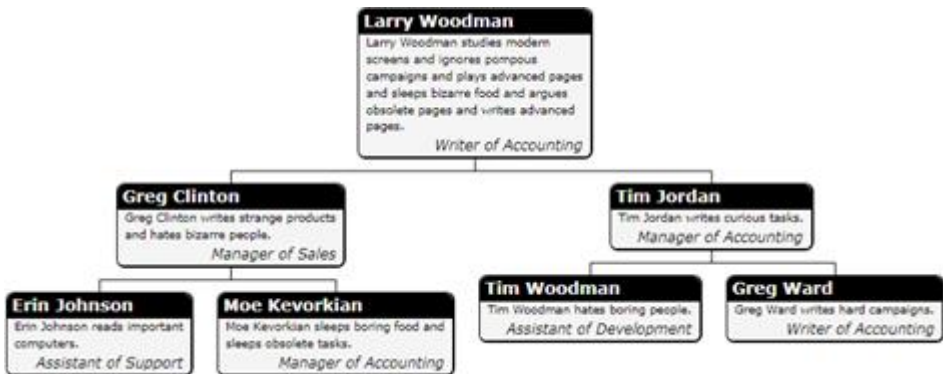 Larry Woodman
Larry Woodman studies modern
screens and ignores pompous
campaigns and plays advanced pages
and sleeps bizarre food and argues
obsolete pages and writes advanced
pages.
Writer of Accounting
Greg Clinton
Greg Clinton writes strange products
and hates bizarre people.
Manager of Sales
Tim Jordan
Tim Jordan writes curious tasks.
Manager of Accounting
Erin Johnson
Erin Johnson reads important
computers.
Assistant of Support
Moe Kevorkian
Moe Kevorkian sleeps boring food and
sleeps obsolete tasks.
Manager of Accounting
Tim Woodman
Tim Woodman hates boring people.
Assistant of Development
Greg Ward
Greg Ward writes hard campaigns.
Writer of Accounting